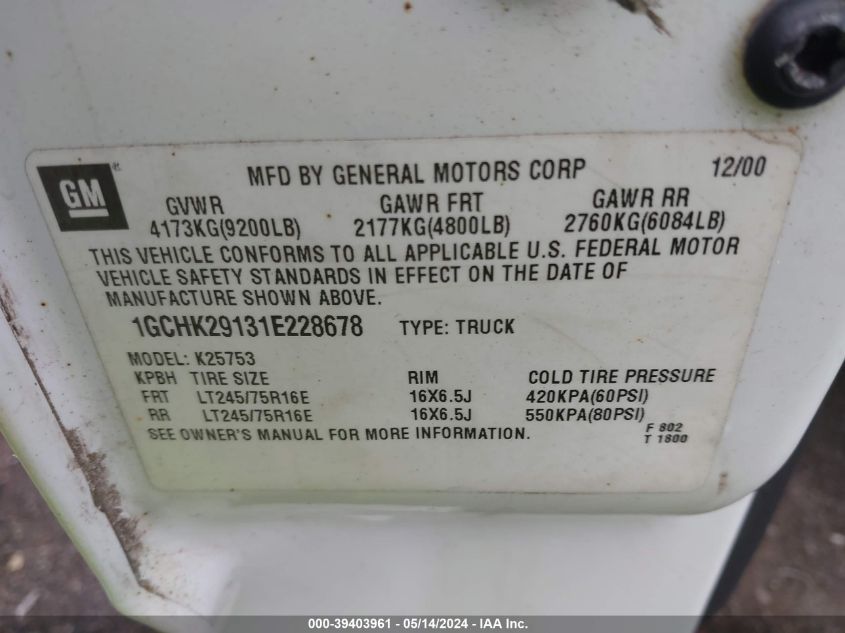 GM®
MFD BY GENERAL MOTORS CORP 12/00
GVWR GAWR FRT GAWR RR
4173KG(9200LB) 2177KG(4800LB) 2760KG(6084LB)
THIS VEHICLE CONFORMS TO ALL APPLICABLE U.S. FEDERAL MOTOR
VEHICLE SAFETY STANDARDS IN EFFECT ON THE DATE OF
MANUFACTURE SHOWN ABOVE.
1GCHK29131E228678 TYPE: TRUCK
MODEL: K25753
KPBH TIRE SIZE RIM COLD TIRE PRESSURE
FRT LT245/75R16E 16X6.5J 420KPA(60PSI)
RR LT245/75R16E 16X6.5J 550KPA(80PSI)
SEE OWNER'S MANUAL FOR MORE INFORMATION. F 802
T 1800
000-39403961 - 05/14/2024 - IAA Inc.